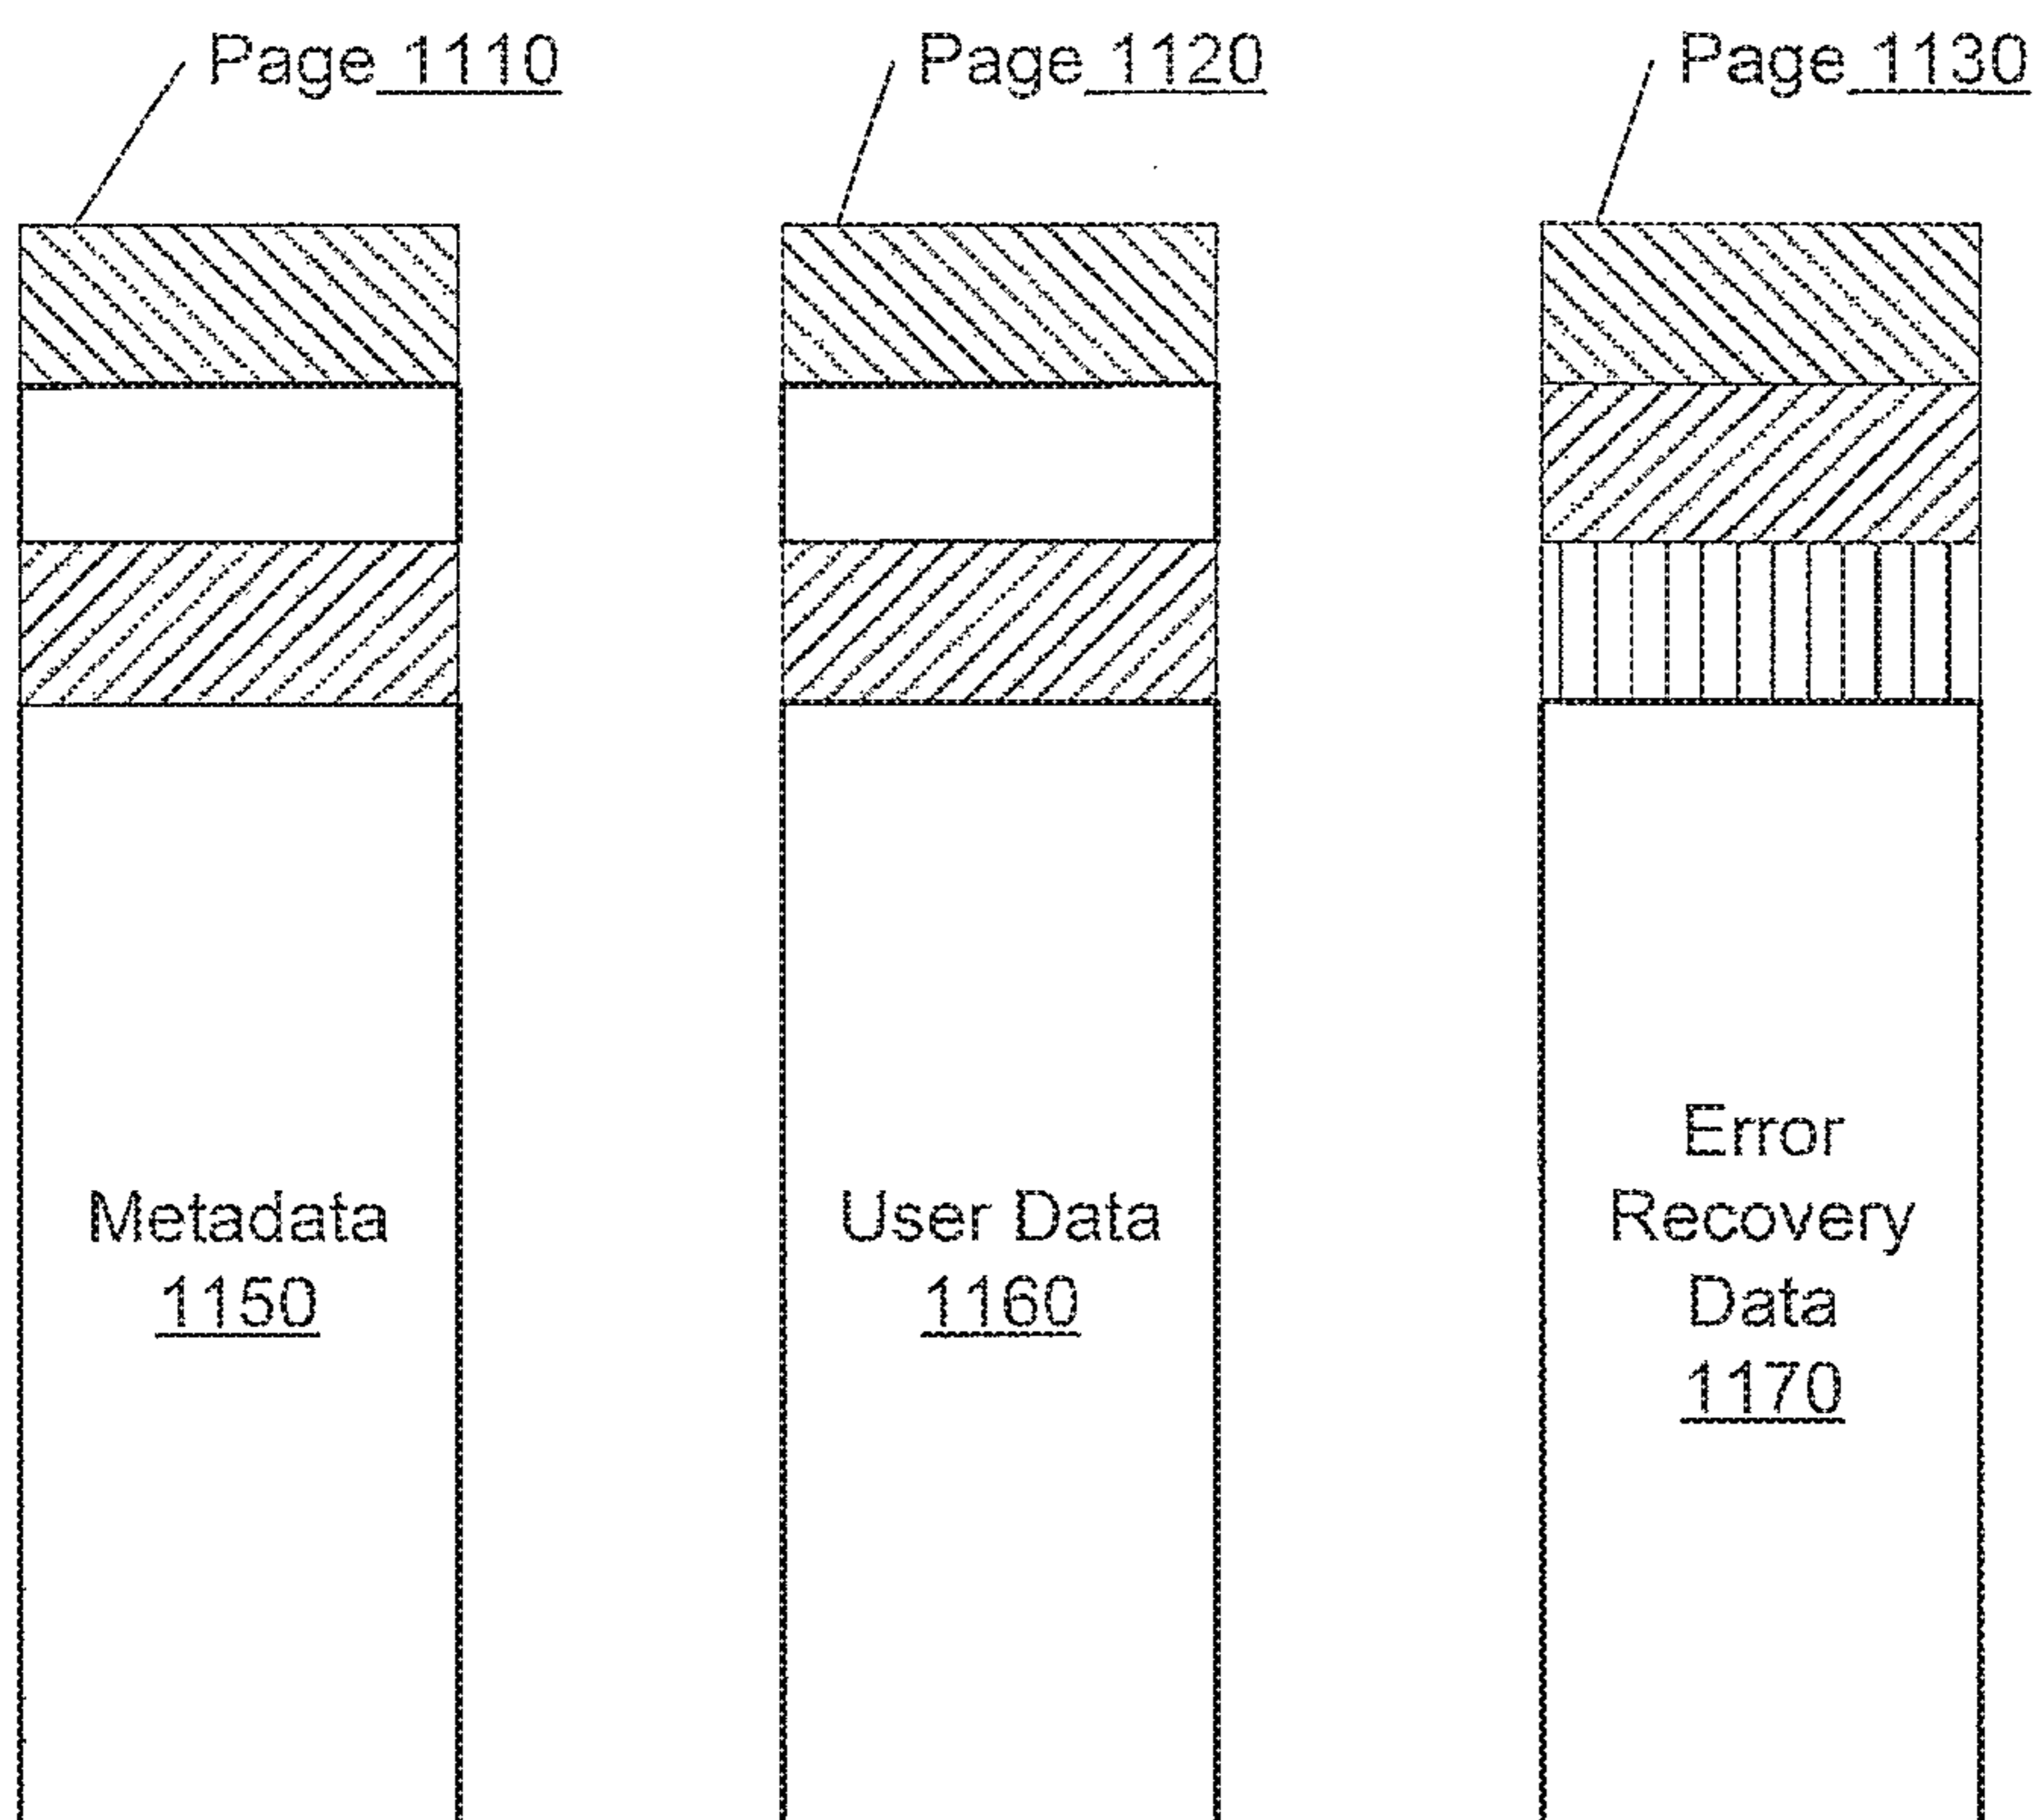 Page 1110
Page 1120
Page 1130
Metadata
1150
User Data
1160
Error
Recovery
Data
1170